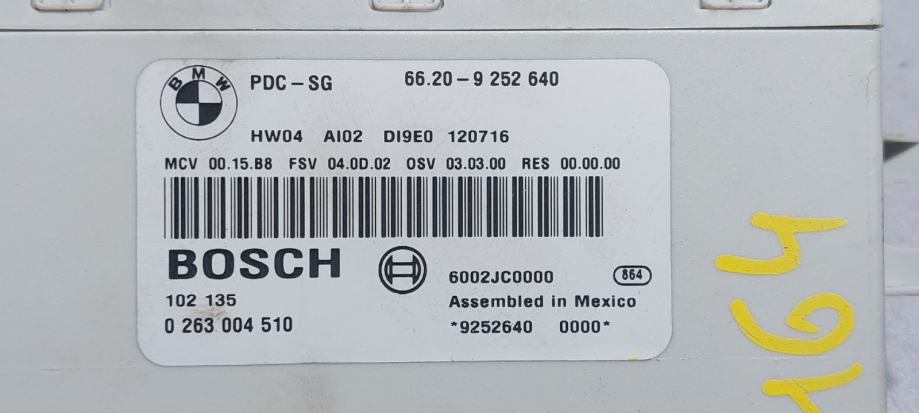 BMW PDC-SG 66.20-9 252 640
HW04 AI02 DI9E0 120716
MCV 00.15.B8 FSV 04.0D.02 OSV 03.03.00 RES 00.00.00
BOSCH
6002JC0000 864
102 135 Assembled in Mexico
0 263 004 510 *9252640 0000*
164